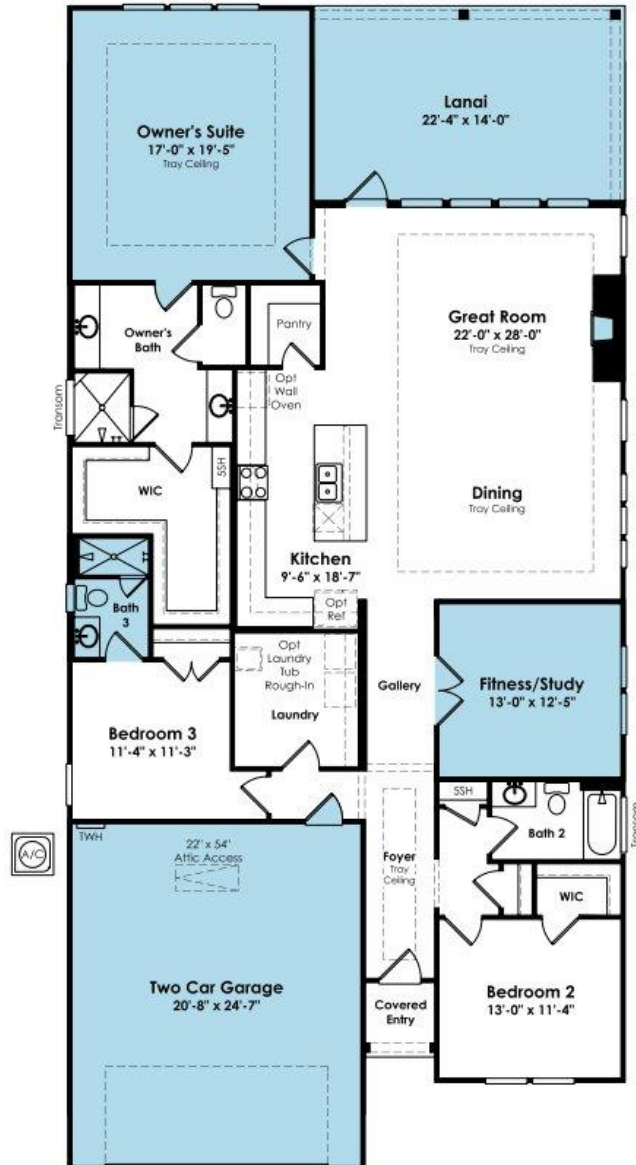 Owner's Suite
17'-0" x 19'-5"
Tray Ceiling
Lanai
22'-4" x 14'-0"
Great Room
22'-0" x 28'-0"
Tray Ceiling
Owner's
Bath
Pantry
Opt
Wall
Oven
Transom
WIC
SSH
Dining
Tray Ceiling
Kitchen
9'-6" x 18'-7"
Opt
Ref
Bath
3
Opt
Laundry
Tub
Rough-In
Laundry
Gallery
Fitness/Study
13'-0" x 12'-5"
Bedroom 3
11'-4" x 11'-3"
SSH
Bath 2
Transom
TWH
22" x 54"
Attic Access
A/C
Foyer
Tray
Ceiling
WIC
Two Car Garage
20'-8" x 24'-7"
Covered
Entry
Bedroom 2
13'-0" x 11'-4"